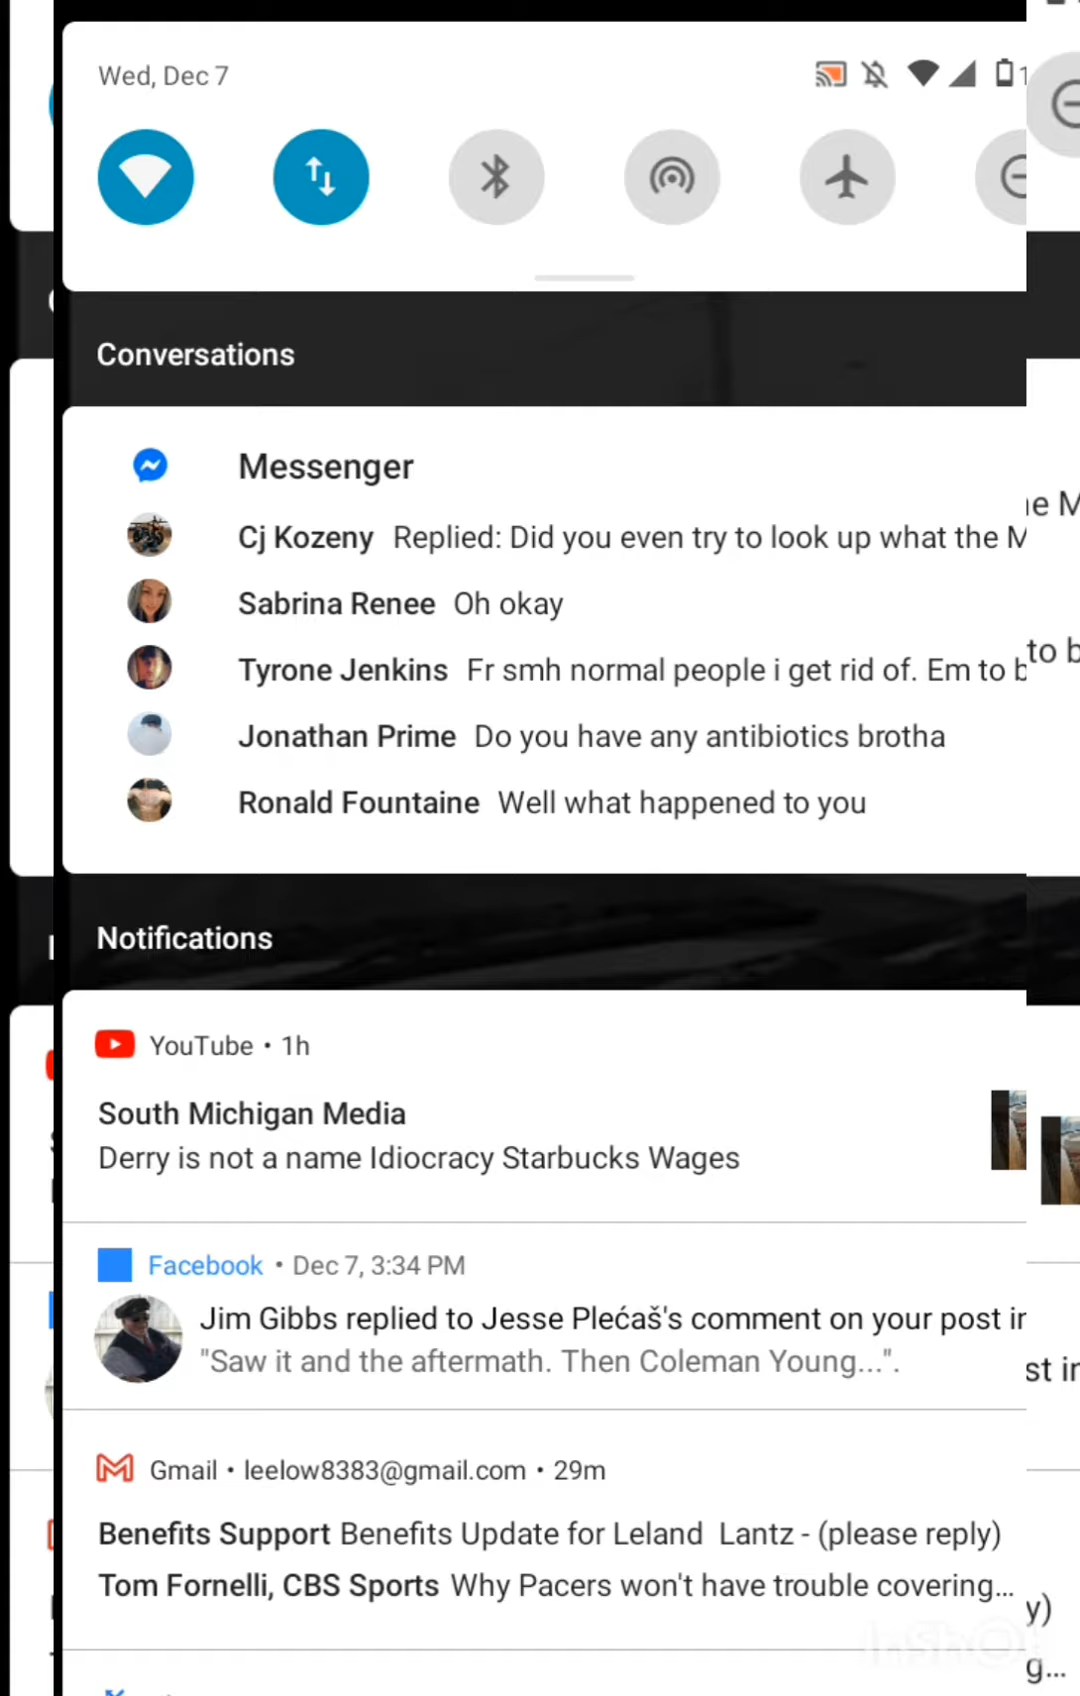 Wed, Dec 7
Conversations
Messenger
Cj Kozeny Replied: Did you even try to look up what the M
Sabrina Renee Oh okay
Tyrone Jenkins Fr smh normal people i get rid of. Em to b
Jonathan Prime Do you have any antibiotics brotha
Ronald Fountaine Well what happened to you
Notifications
YouTube • 1h
South Michigan Media
Derry is not a name Idiocracy Starbucks Wages
Facebook • Dec 7, 3:34 PM
Jim Gibbs replied to Jesse Plećaš's comment on your post in
"Saw it and the aftermath. Then Coleman Young...".
Gmail • leelow8383@gmail.com • 29m
Benefits Support Benefits Update for Leland Lantz - (please reply)
Tom Fornelli, CBS Sports Why Pacers won't have trouble covering...
InShOt